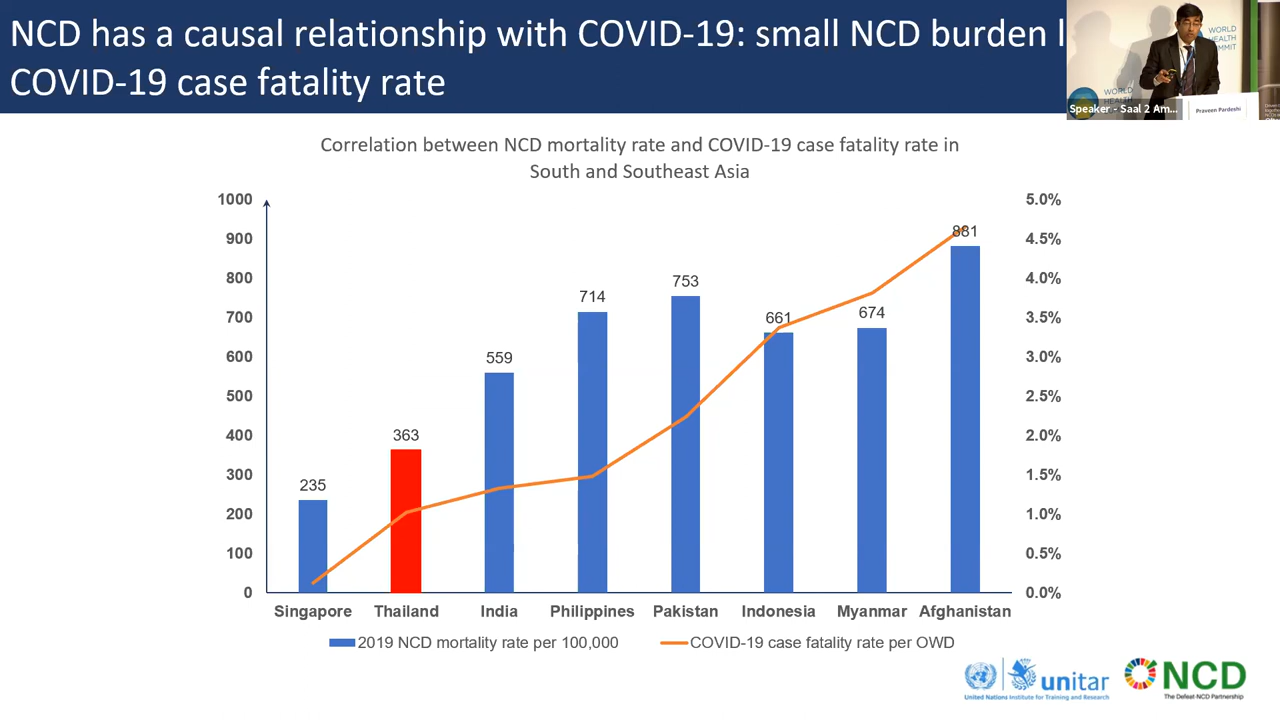 NCD has a causal relationship with COVID-19: small NCD burden
COVID-19 case fatality rate
WORLD
HEALTH
WORLD
HEALTH
Speaker - Saal 2 Am...
Praveen Pardeshi
Correlation between NCD mortality rate and COVID-19 case fatality rate in
South and Southeast Asia
1000
900
800
700
600
500
400
300
200
100
0
5.0%
4.5%
4.0%
3.5%
3.0%
2.5%
2.0%
1.5%
1.0%
0.5%
0.0%
235
363
559
714
753
661
674
881
Singapore Thailand India Philippines Pakistan Indonesia Myanmar Afghanistan
2019 NCD mortality rate per 100,000 COVID-19 case fatality rate per OWD
unitar
United Nations Institute for Training and Research
NCD
The Defeat-NCD Partnership